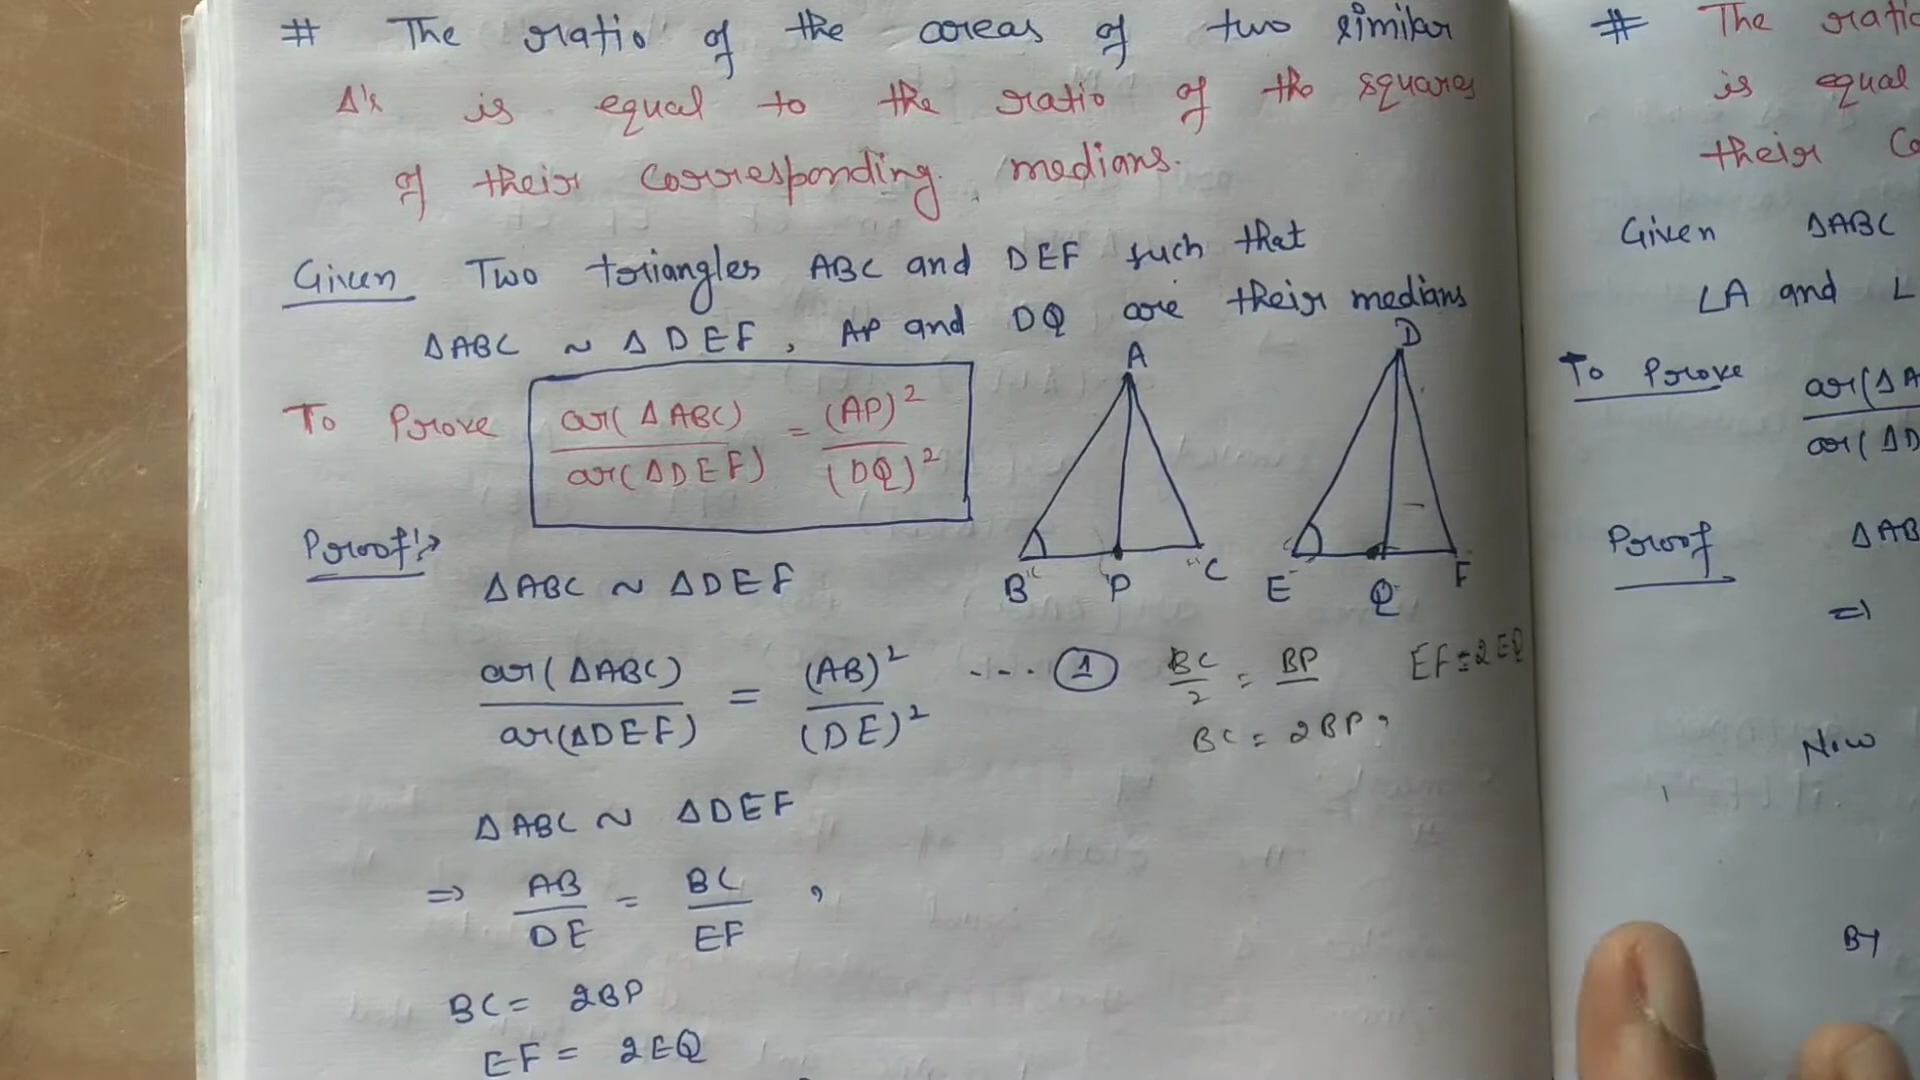 # The ratio of the areas of two similar
Δ's is equal to the ratio of the squares
of their corresponding medians.
Given Two triangles ABC and DEF such that
ΔABC ~ ΔDEF, AP and DQ are their medians
To Prove ar(ΔABC)/ar(ΔDEF) = (AP)²/(DQ)²
A
B P C
D
E Q F
Proof:→
ΔABC ~ ΔDEF
ar(ΔABC)/ar(ΔDEF) = (AB)²/(DE)² ---- ①
BC/2 = BP
BC = 2BP,
EF = 2EQ
ΔABC ~ ΔDEF
⇒ AB/DE = BC/EF ,
BC = 2BP
EF = 2EQ
# The
is equal
their
Given ΔABC
∠A and
To Prove
Proof
⇒
Now
By